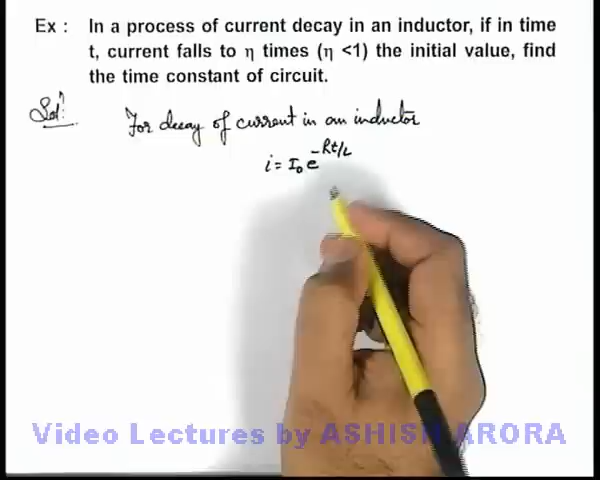 Ex : In a process of current decay in an inductor, if in time
t, current falls to η times (η <1) the initial value, find
the time constant of circuit.
Solⁿ
For decay of current in an inductor
i = I₀ e^-Rt/L
Video Lectures by ASHISH ARORA